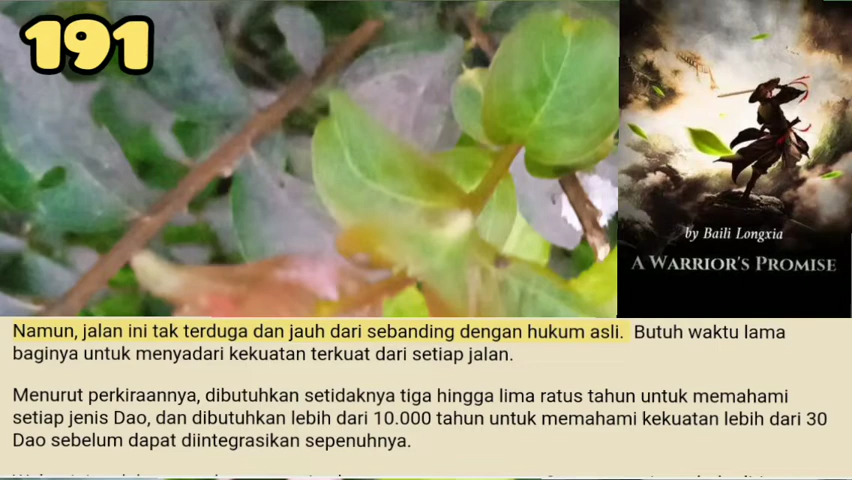 191
by Baili Longxia
A WARRIOR'S PROMISE
Namun, jalan ini tak terduga dan jauh dari sebanding dengan hukum asli. Butuh waktu lama
baginya untuk menyadari kekuatan terkuat dari setiap jalan.
Menurut perkiraannya, dibutuhkan setidaknya tiga hingga lima ratus tahun untuk memahami
setiap jenis Dao, dan dibutuhkan lebih dari 10.000 tahun untuk memahami kekuatan lebih dari 30
Dao sebelum dapat diintegrasikan sepenuhnya.